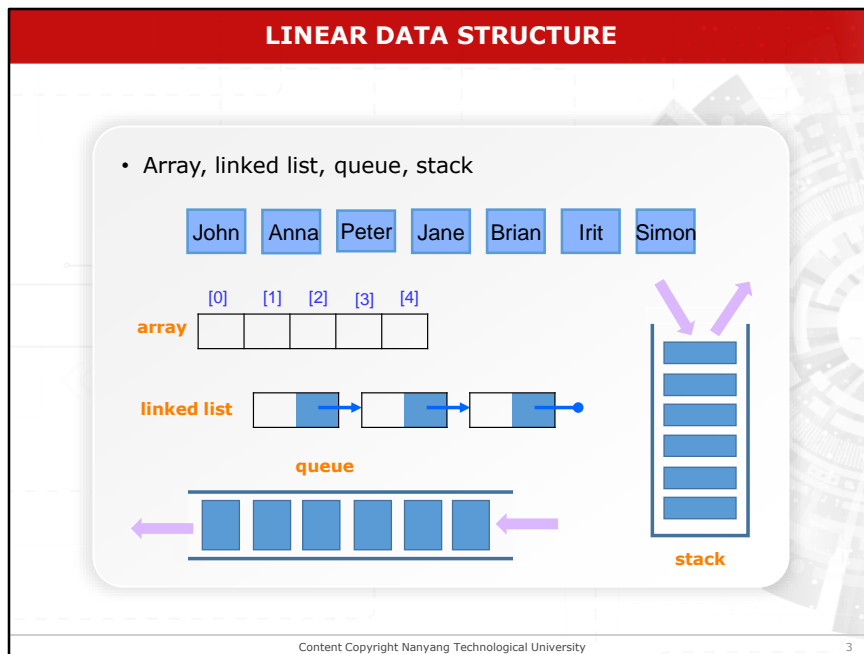 LINEAR DATA STRUCTURE
• Array, linked list, queue, stack
John Anna Peter Jane Brian Irit Simon
[0] [1] [2] [3] [4]
array
linked list
queue
stack
Content Copyright Nanyang Technological University 3